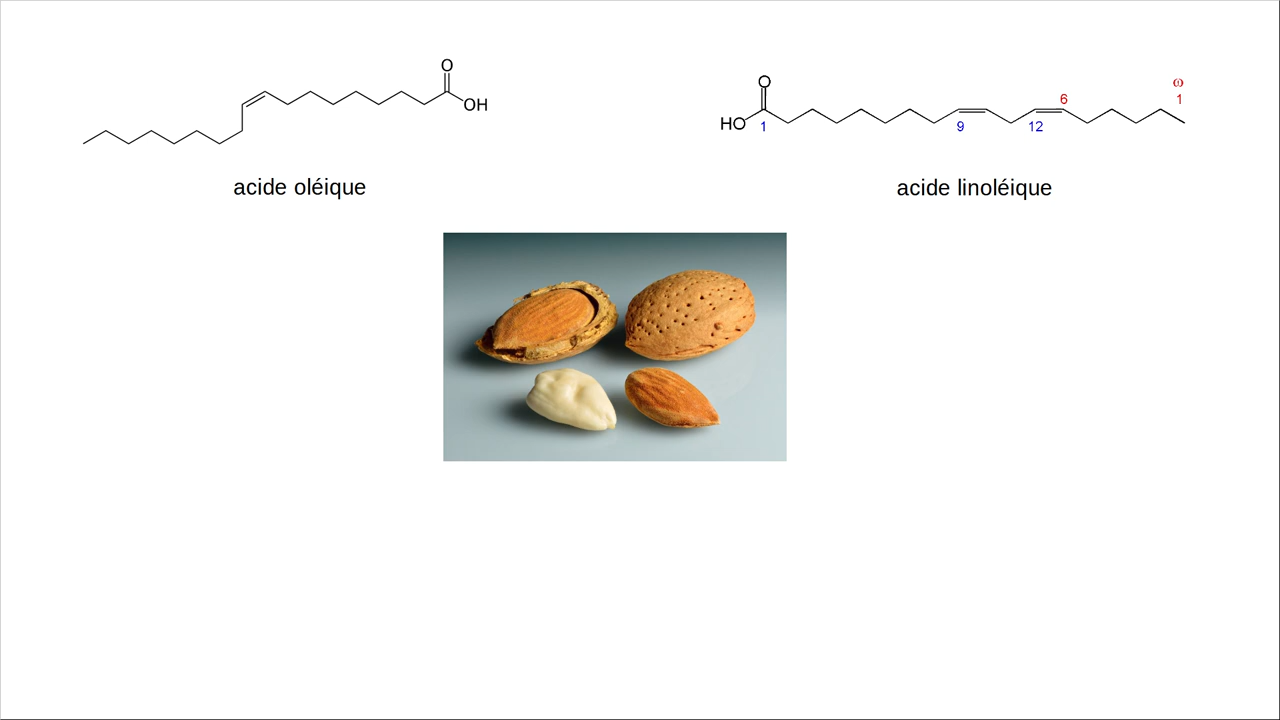 O
OH
acide oléique
O
HO
1
9
12
6
ω
1
acide linoléique